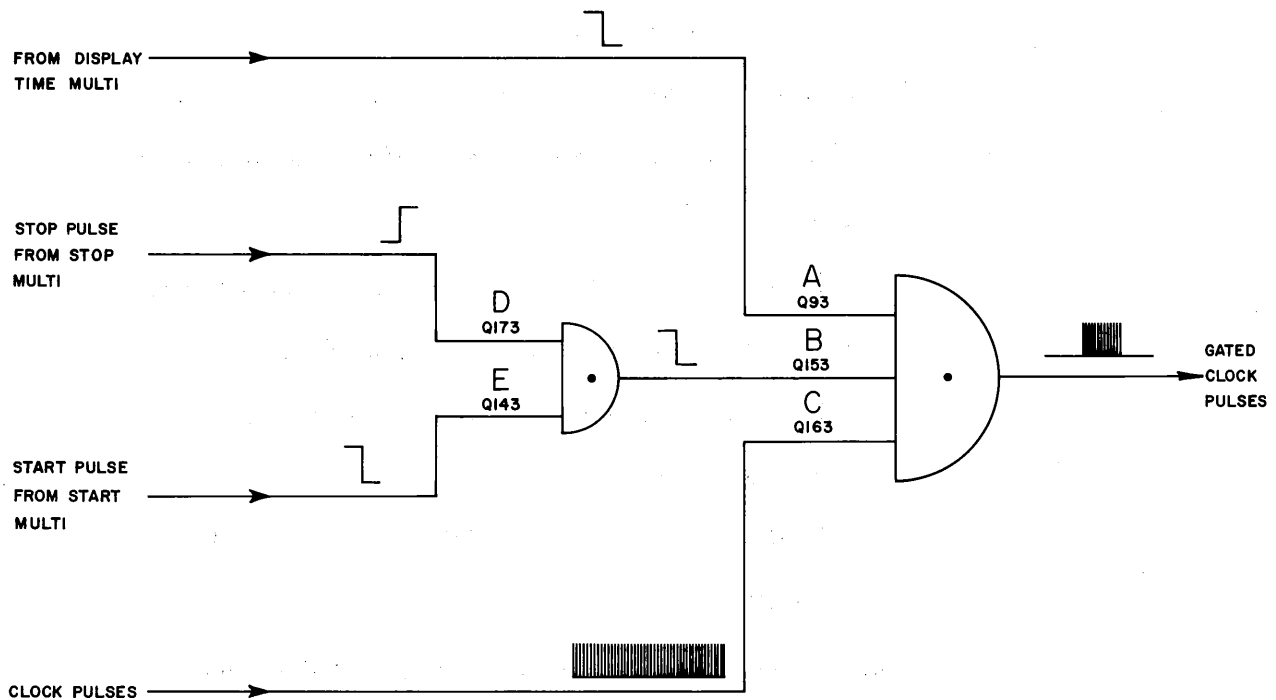 FROM DISPLAY
TIME MULTI
STOP PULSE
FROM STOP
MULTI
D
Q173
E
Q143
START PULSE
FROM START
MULTI
CLOCK PULSES
A
Q93
B
Q153
C
Q163
GATED
CLOCK
PULSES